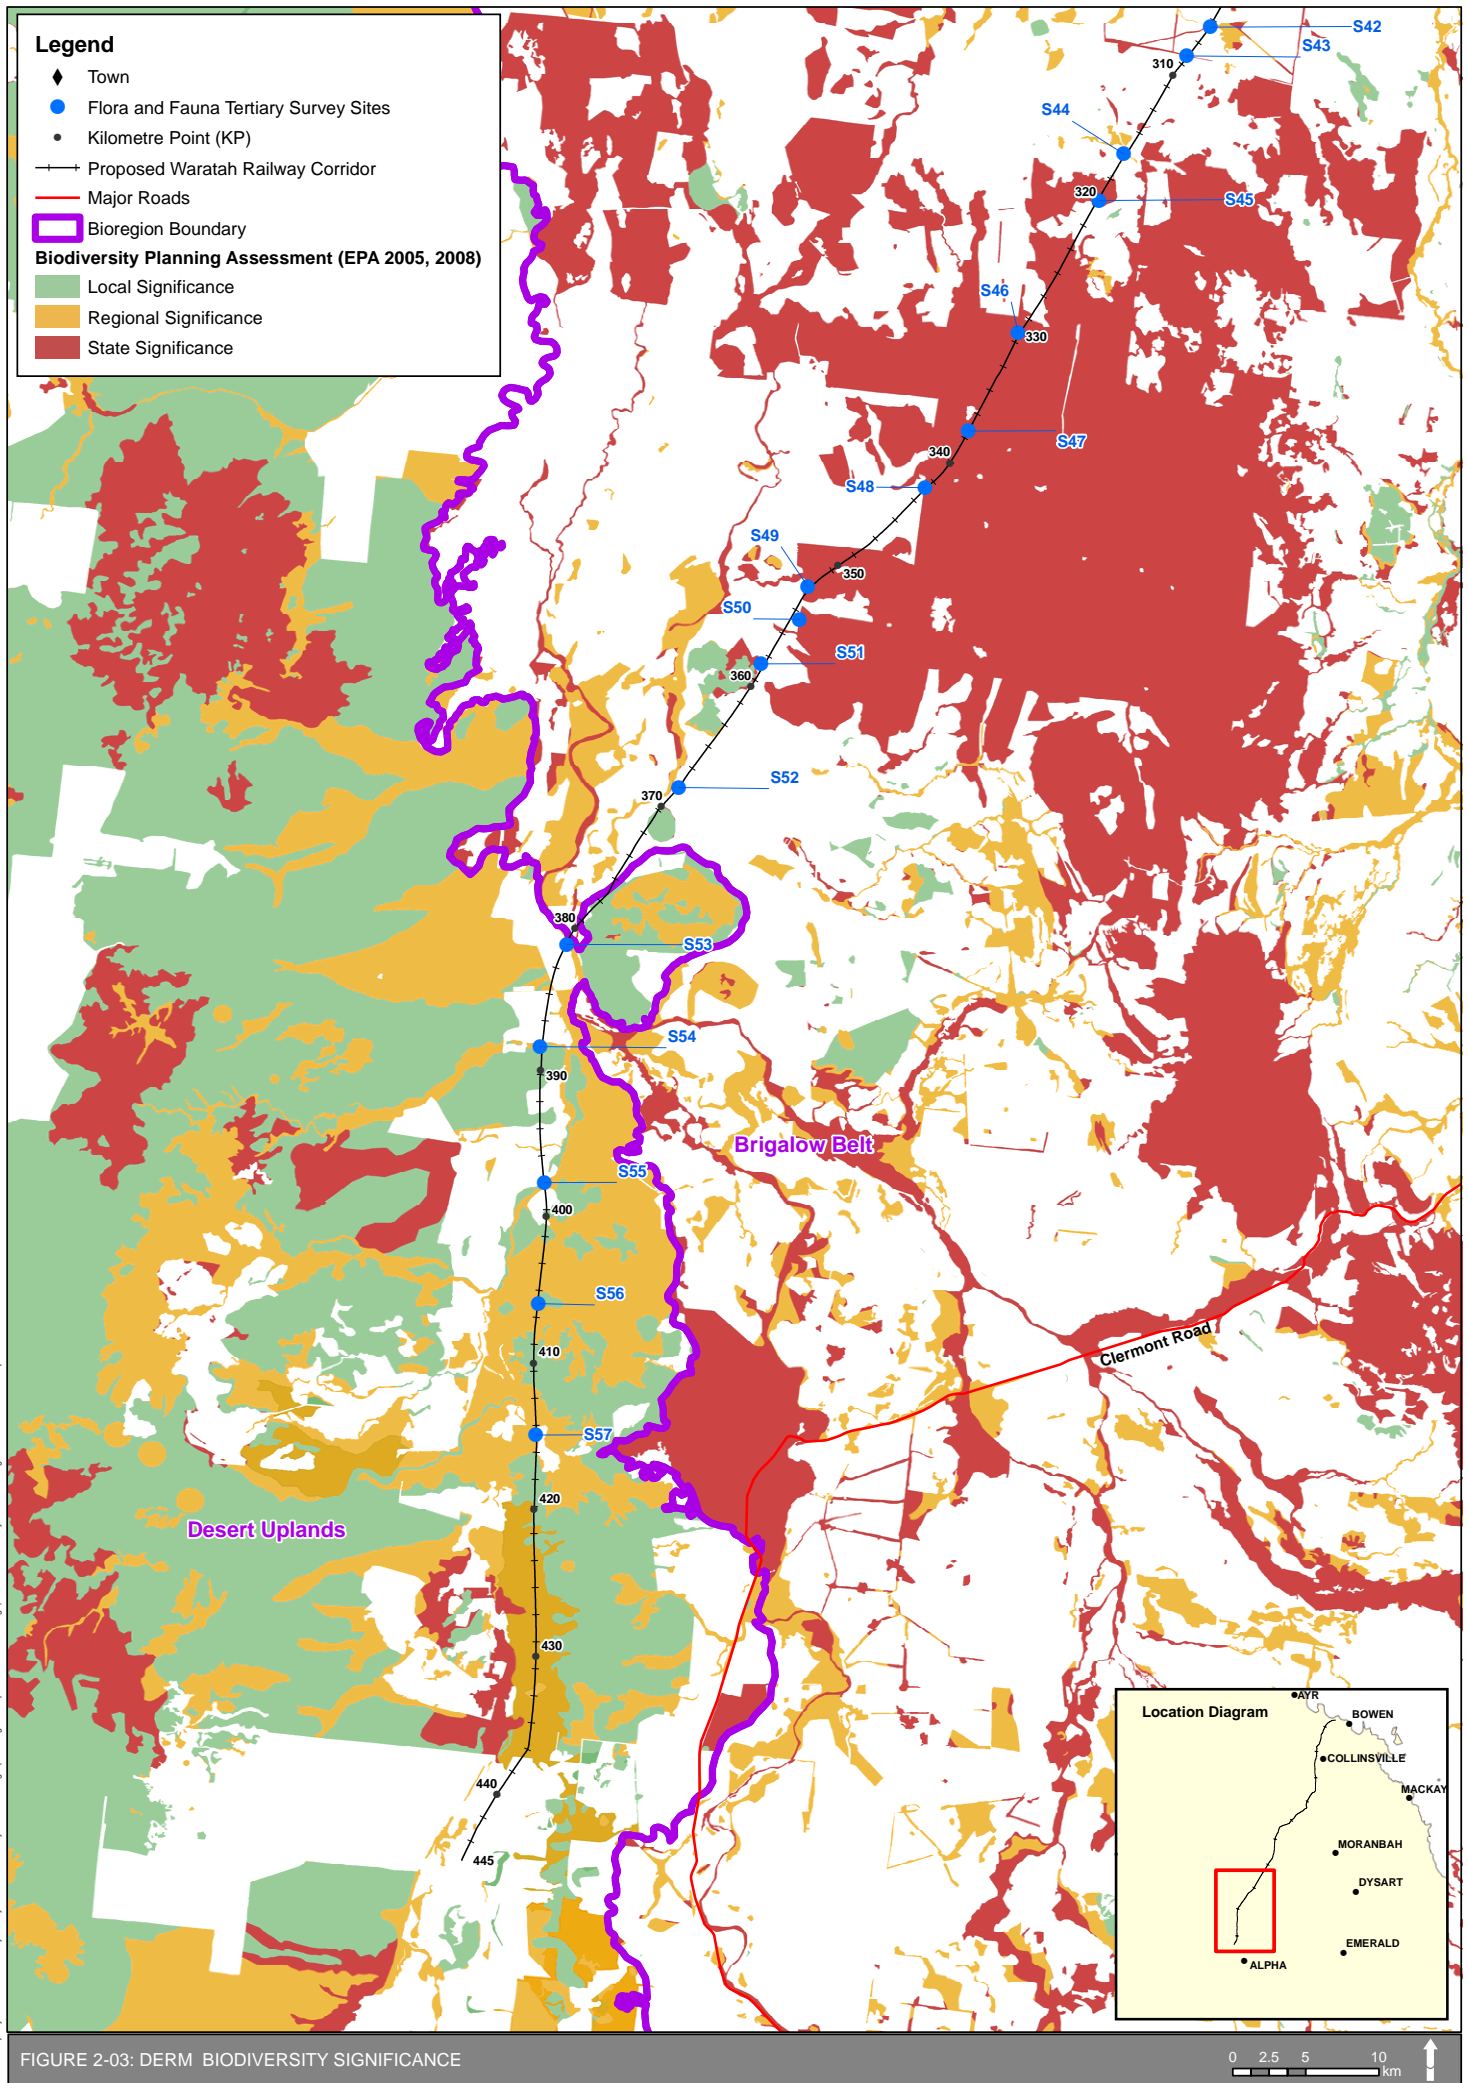 Legend
Town
Flora and Fauna Tertiary Survey Sites
Kilometre Point (KP)
Proposed Waratah Railway Corridor
Major Roads
Bioregion Boundary
Biodiversity Planning Assessment (EPA 2005, 2008)
Local Significance
Regional Significance
State Significance
S42
S43
310
S44
320
S45
S46
330
S47
340
S48
S49
350
S50
S51
360
S52
370
380
S53
S54
390
Brigalow Belt
S55
400
S56
Clermont Road
410
S57
420
Desert Uplands
430
440
445
Location Diagram
AYR
BOWEN
COLLINSVILLE
MACKAY
MORANBAH
DYSART
EMERALD
ALPHA
FIGURE 2-03: DERM BIODIVERSITY SIGNIFICANCE
0 2.5 5 10
km